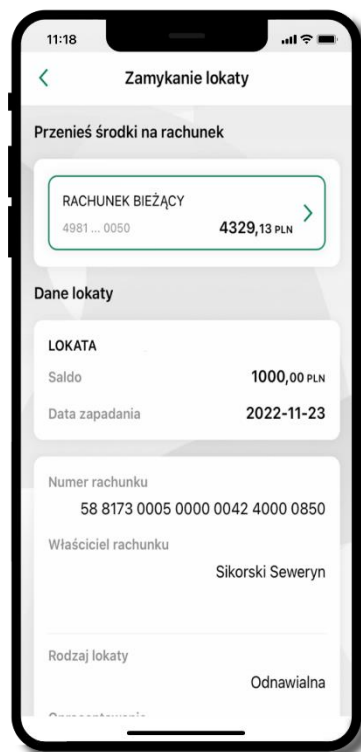 11:18
Zamykanie lokaty
Przenieś środki na rachunek
RACHUNEK BIEŻĄCY
4981 ... 0050 4329,13 PLN
Dane lokaty
LOKATA
Saldo 1000,00 PLN
Data zapadania 2022-11-23
Numer rachunku
58 8173 0005 0000 0042 4000 0850
Właściciel rachunku
Sikorski Seweryn
Rodzaj lokaty
Odnawialna